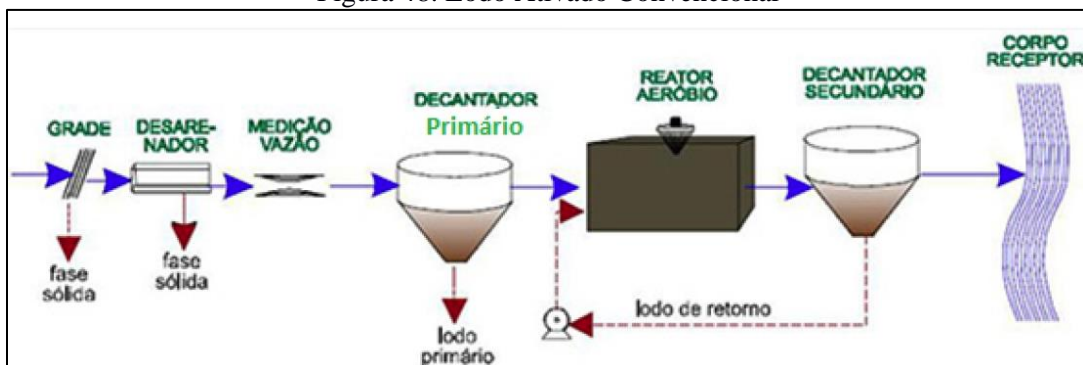 Figura 48: Lodo Ativado Convencional
GRADE
DESARE-
NADOR
MEDIÇÃO
VAZÃO
DECANTADOR
Primário
REATOR
AERÓBIO
DECANTADOR
SECUNDÁRIO
CORPO
RECEPTOR
fase
sólida
fase
sólida
lodo
primário
lodo de retorno